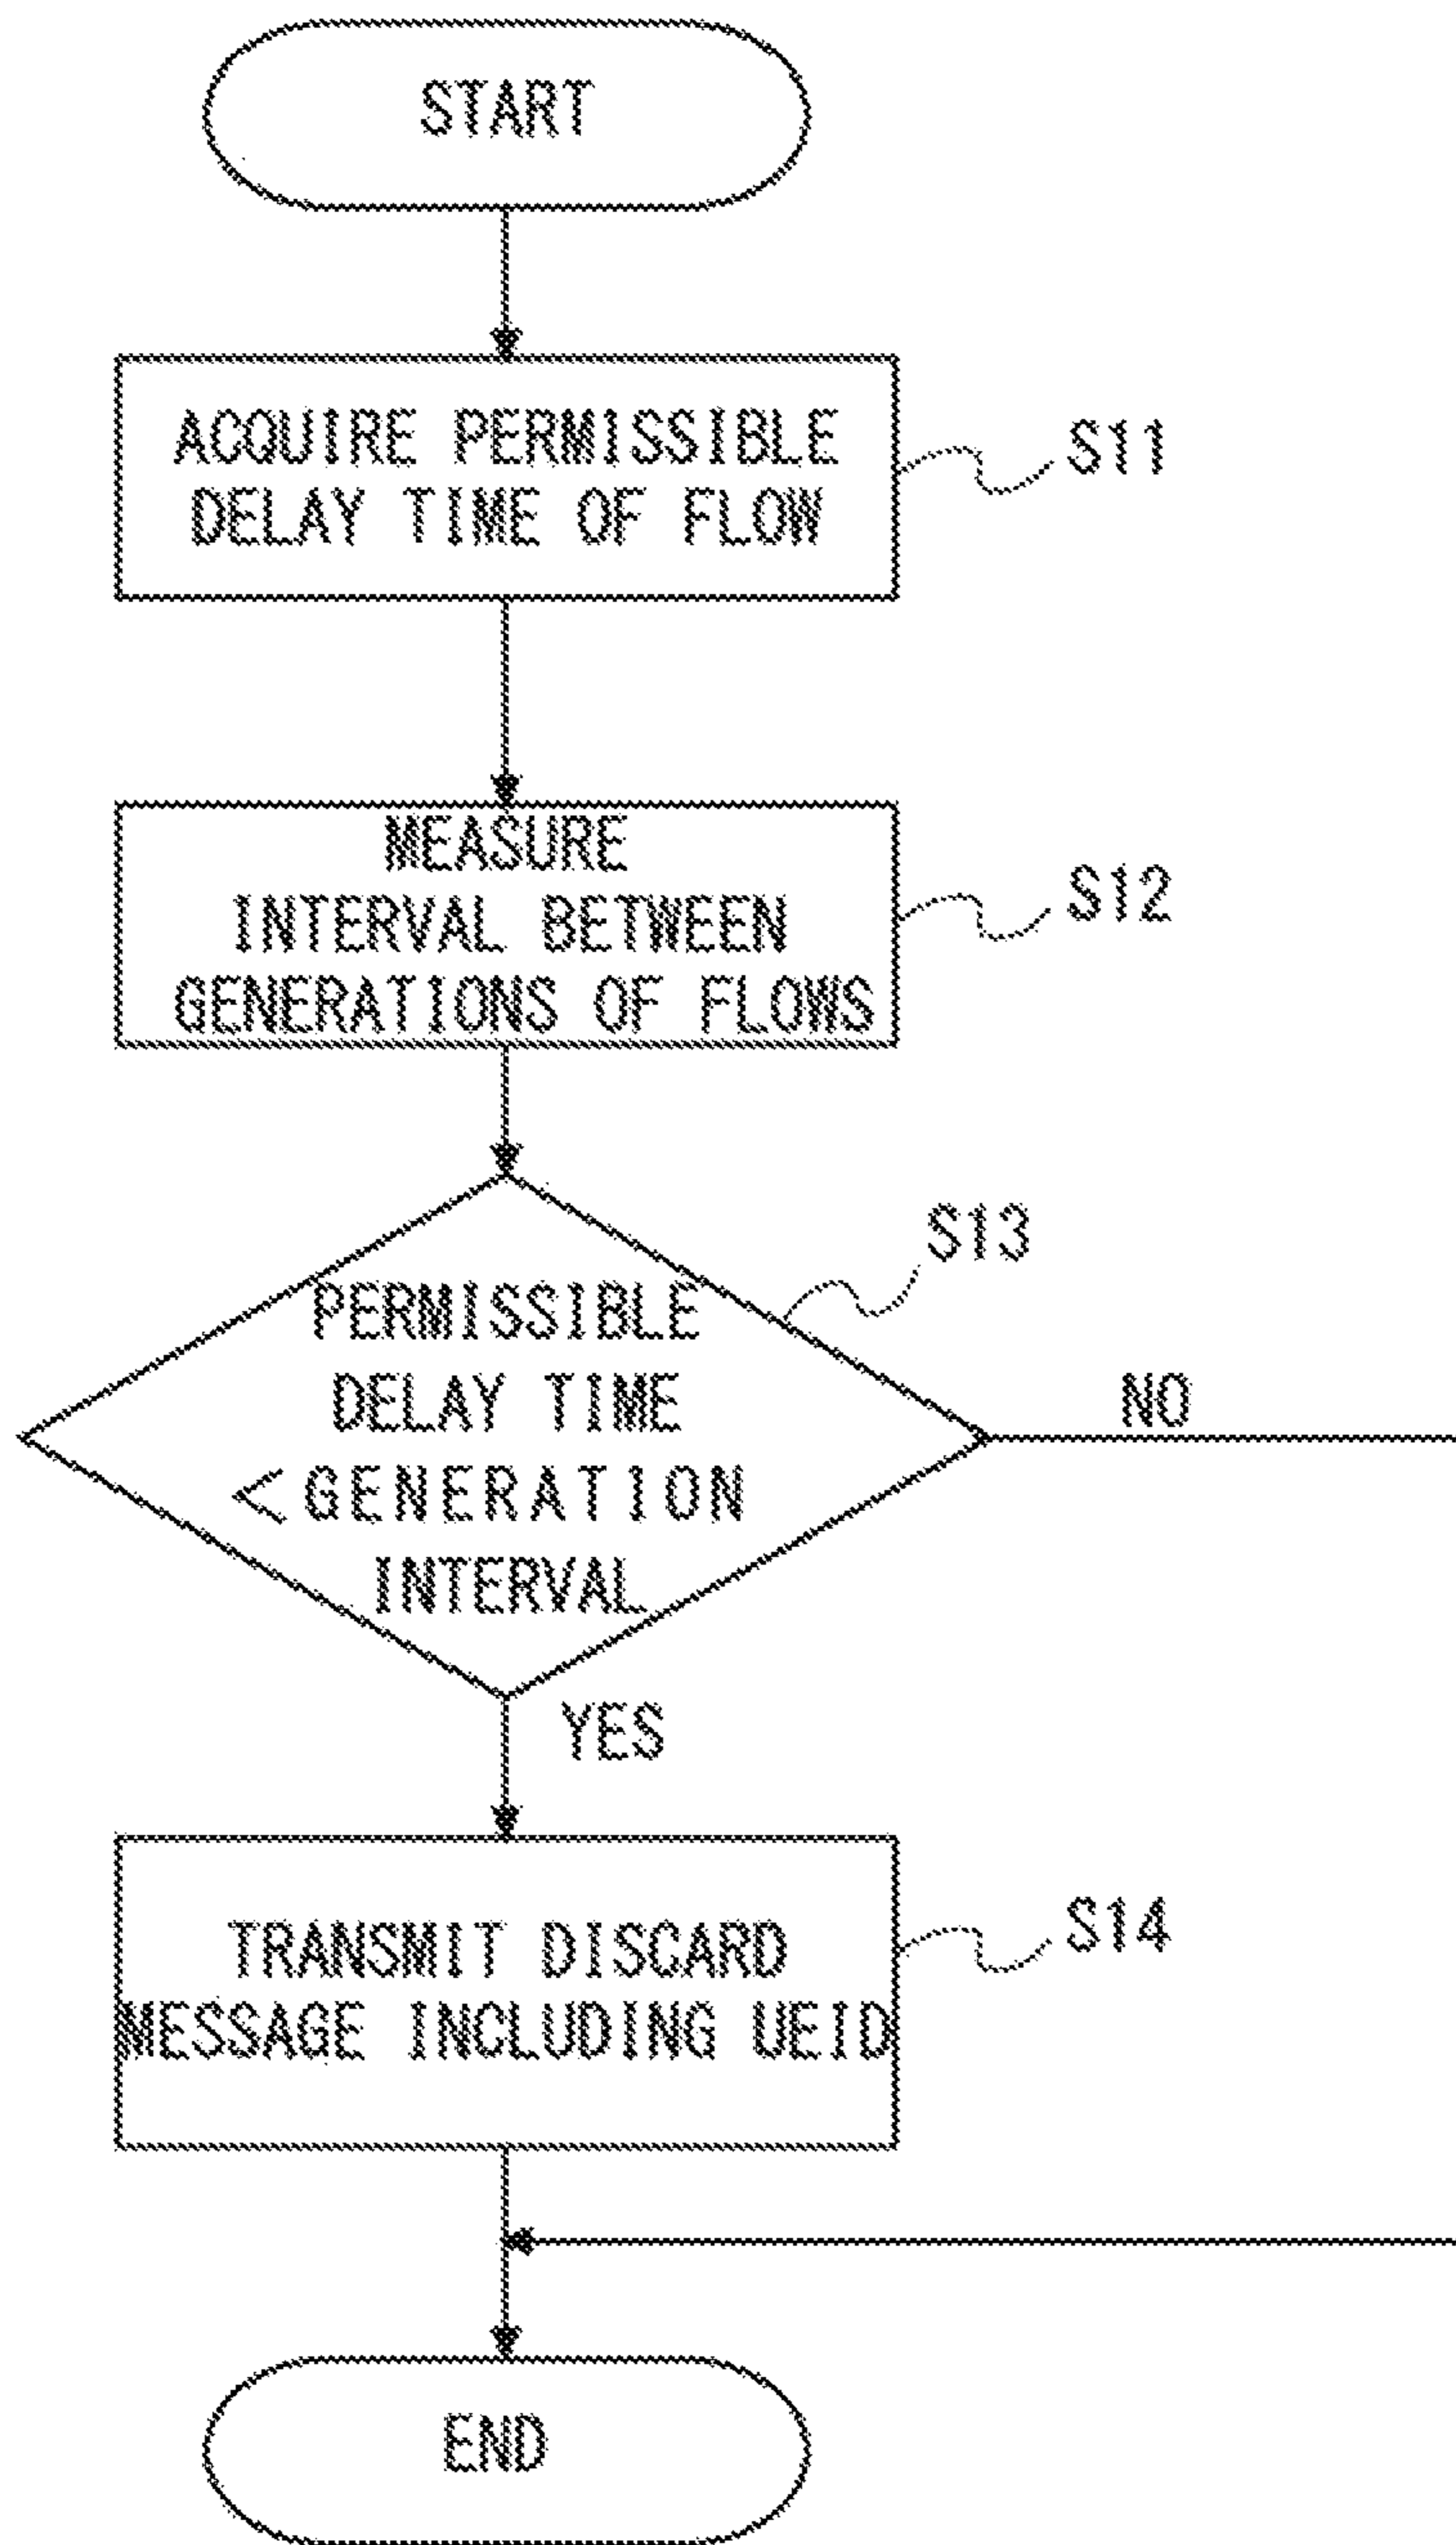 START
ACQUIRE PERMISSIBLE
DELAY TIME OF FLOW
S11
MEASURE
INTERVAL BETWEEN
GENERATIONS OF FLOWS
S12
S13
PERMISSIBLE
DELAY TIME
<GENERATION
INTERVAL
NO
YES
TRANSMIT DISCARD
MESSAGE INCLUDING UEID
S14
END